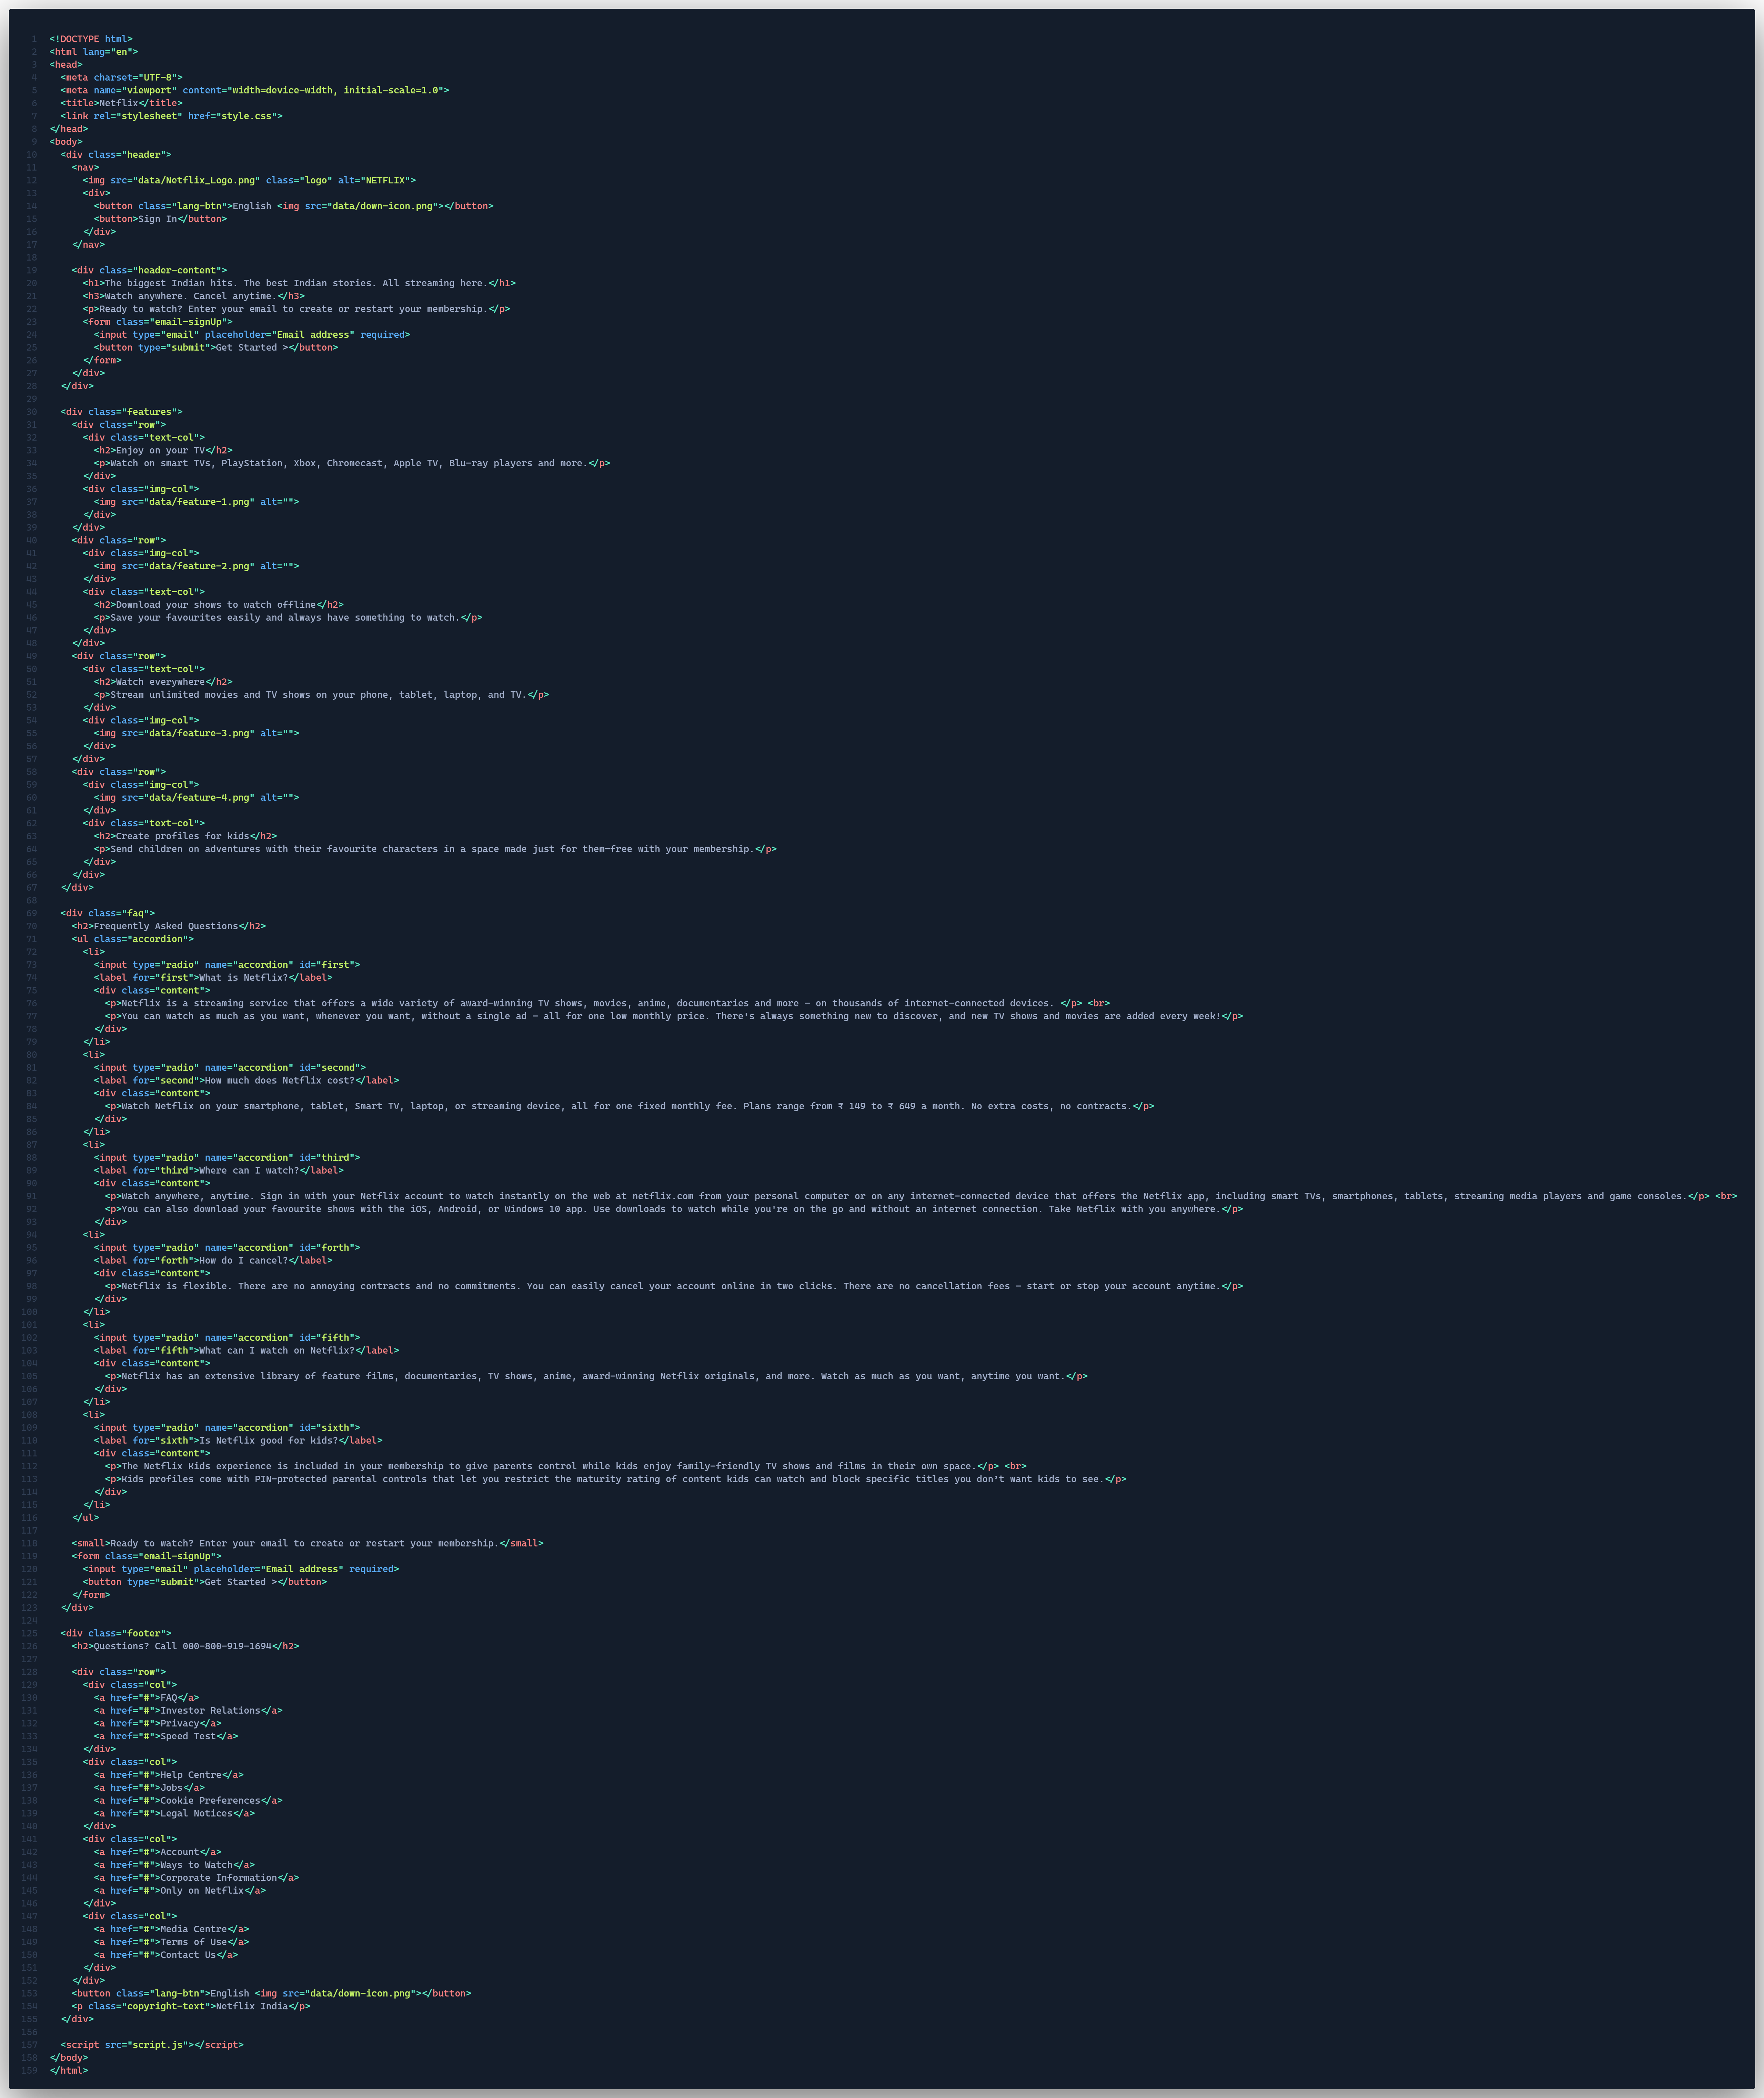 1 <!DOCTYPE html>
2 <html lang="en">
3 <head>
4 <meta charset="UTF-8">
5 <meta name="viewport" content="width=device-width, initial-scale=1.0">
6 <title>Netflix</title>
7 <link rel="stylesheet" href="style.css">
8 </head>
9 <body>
10 <div class="header">
11 <nav>
12 <img src="data/Netflix_Logo.png" class="logo" alt="NETFLIX">
13 <div>
14 <button class="lang-btn">English <img src="data/down-icon.png"></button>
15 <button>Sign In</button>
16 </div>
17 </nav>
18
19 <div class="header-content">
20 <h1>The biggest Indian hits. The best Indian stories. All streaming here.</h1>
21 <h3>Watch anywhere. Cancel anytime.</h3>
22 <p>Ready to watch? Enter your email to create or restart your membership.</p>
23 <form class="email-signUp">
24 <input type="email" placeholder="Email address" required>
25 <button type="submit">Get Started ></button>
26 </form>
27 </div>
28 </div>
29
30 <div class="features">
31 <div class="row">
32 <div class="text-col">
33 <h2>Enjoy on your TV</h2>
34 <p>Watch on smart TVs, PlayStation, Xbox, Chromecast, Apple TV, Blu-ray players and more.</p>
35 </div>
36 <div class="img-col">
37 <img src="data/feature-1.png" alt="">
38 </div>
39 </div>
40 <div class="row">
41 <div class="img-col">
42 <img src="data/feature-2.png" alt="">
43 </div>
44 <div class="text-col">
45 <h2>Download your shows to watch offline</h2>
46 <p>Save your favourites easily and always have something to watch.</p>
47 </div>
48 </div>
49 <div class="row">
50 <div class="text-col">
51 <h2>Watch everywhere</h2>
52 <p>Stream unlimited movies and TV shows on your phone, tablet, laptop, and TV.</p>
53 </div>
54 <div class="img-col">
55 <img src="data/feature-3.png" alt="">
56 </div>
57 </div>
58 <div class="row">
59 <div class="img-col">
60 <img src="data/feature-4.png" alt="">
61 </div>
62 <div class="text-col">
63 <h2>Create profiles for kids</h2>
64 <p>Send children on adventures with their favourite characters in a space made just for them—free with your membership.</p>
65 </div>
66 </div>
67 </div>
68
69 <div class="faq">
70 <h2>Frequently Asked Questions</h2>
71 <ul class="accordion">
72 <li>
73 <input type="radio" name="accordion" id="first">
74 <label for="first">What is Netflix?</label>
75 <div class="content">
76 <p>Netflix is a streaming service that offers a wide variety of award-winning TV shows, movies, anime, documentaries and more – on thousands of internet-connected devices. </p> <br>
77 <p>You can watch as much as you want, whenever you want, without a single ad – all for one low monthly price. There's always something new to discover, and new TV shows and movies are added every week!</p>
78 </div>
79 </li>
80 <li>
81 <input type="radio" name="accordion" id="second">
82 <label for="second">How much does Netflix cost?</label>
83 <div class="content">
84 <p>Watch Netflix on your smartphone, tablet, Smart TV, laptop, or streaming device, all for one fixed monthly fee. Plans range from ₹ 149 to ₹ 649 a month. No extra costs, no contracts.</p>
85 </div>
86 </li>
87 <li>
88 <input type="radio" name="accordion" id="third">
89 <label for="third">Where can I watch?</label>
90 <div class="content">
91 <p>Watch anywhere, anytime. Sign in with your Netflix account to watch instantly on the web at netflix.com from your personal computer or on any internet-connected device that offers the Netflix app, including smart TVs, smartphones, tablets, streaming media players and game consoles.</p> <br>
92 <p>You can also download your favourite shows with the iOS, Android, or Windows 10 app. Use downloads to watch while you're on the go and without an internet connection. Take Netflix with you anywhere.</p>
93 </div>
94 <li>
95 <input type="radio" name="accordion" id="forth">
96 <label for="forth">How do I cancel?</label>
97 <div class="content">
98 <p>Netflix is flexible. There are no annoying contracts and no commitments. You can easily cancel your account online in two clicks. There are no cancellation fees – start or stop your account anytime.</p>
99 </div>
100 </li>
101 <li>
102 <input type="radio" name="accordion" id="fifth">
103 <label for="fifth">What can I watch on Netflix?</label>
104 <div class="content">
105 <p>Netflix has an extensive library of feature films, documentaries, TV shows, anime, award-winning Netflix originals, and more. Watch as much as you want, anytime you want.</p>
106 </div>
107 </li>
108 <li>
109 <input type="radio" name="accordion" id="sixth">
110 <label for="sixth">Is Netflix good for kids?</label>
111 <div class="content">
112 <p>The Netflix Kids experience is included in your membership to give parents control while kids enjoy family-friendly TV shows and films in their own space.</p> <br>
113 <p>Kids profiles come with PIN-protected parental controls that let you restrict the maturity rating of content kids can watch and block specific titles you don't want kids to see.</p>
114 </div>
115 </li>
116 </ul>
117
118 <small>Ready to watch? Enter your email to create or restart your membership.</small>
119 <form class="email-signUp">
120 <input type="email" placeholder="Email address" required>
121 <button type="submit">Get Started ></button>
122 </form>
123 </div>
124
125 <div class="footer">
126 <h2>Questions? Call 000-800-919-1694</h2>
127
128 <div class="row">
129 <div class="col">
130 <a href="#">FAQ</a>
131 <a href="#">Investor Relations</a>
132 <a href="#">Privacy</a>
133 <a href="#">Speed Test</a>
134 </div>
135 <div class="col">
136 <a href="#">Help Centre</a>
137 <a href="#">Jobs</a>
138 <a href="#">Cookie Preferences</a>
139 <a href="#">Legal Notices</a>
140 </div>
141 <div class="col">
142 <a href="#">Account</a>
143 <a href="#">Ways to Watch</a>
144 <a href="#">Corporate Information</a>
145 <a href="#">Only on Netflix</a>
146 </div>
147 <div class="col">
148 <a href="#">Media Centre</a>
149 <a href="#">Terms of Use</a>
150 <a href="#">Contact Us</a>
151 </div>
152 </div>
153 <button class="lang-btn">English <img src="data/down-icon.png"></button>
154 <p class="copyright-text">Netflix India</p>
155 </div>
156
157 <script src="script.js"></script>
158 </body>
159 </html>